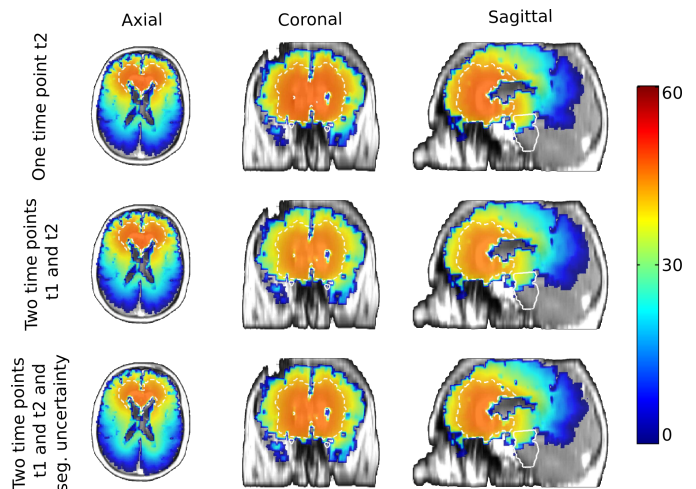 Axial
Coronal
Sagittal
One time point t2
Two time points
t1 and t2
Two time points
t1 and t2 and
seg. uncertainty
60
30
0